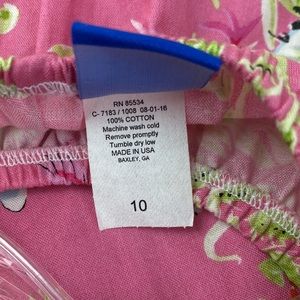 RN 85534
C- 7183 / 1008 08-01-16
100% COTTON
Machine wash cold
Remove promptly
Tumble dry low
MADE IN USA
BAXLEY, GA
10